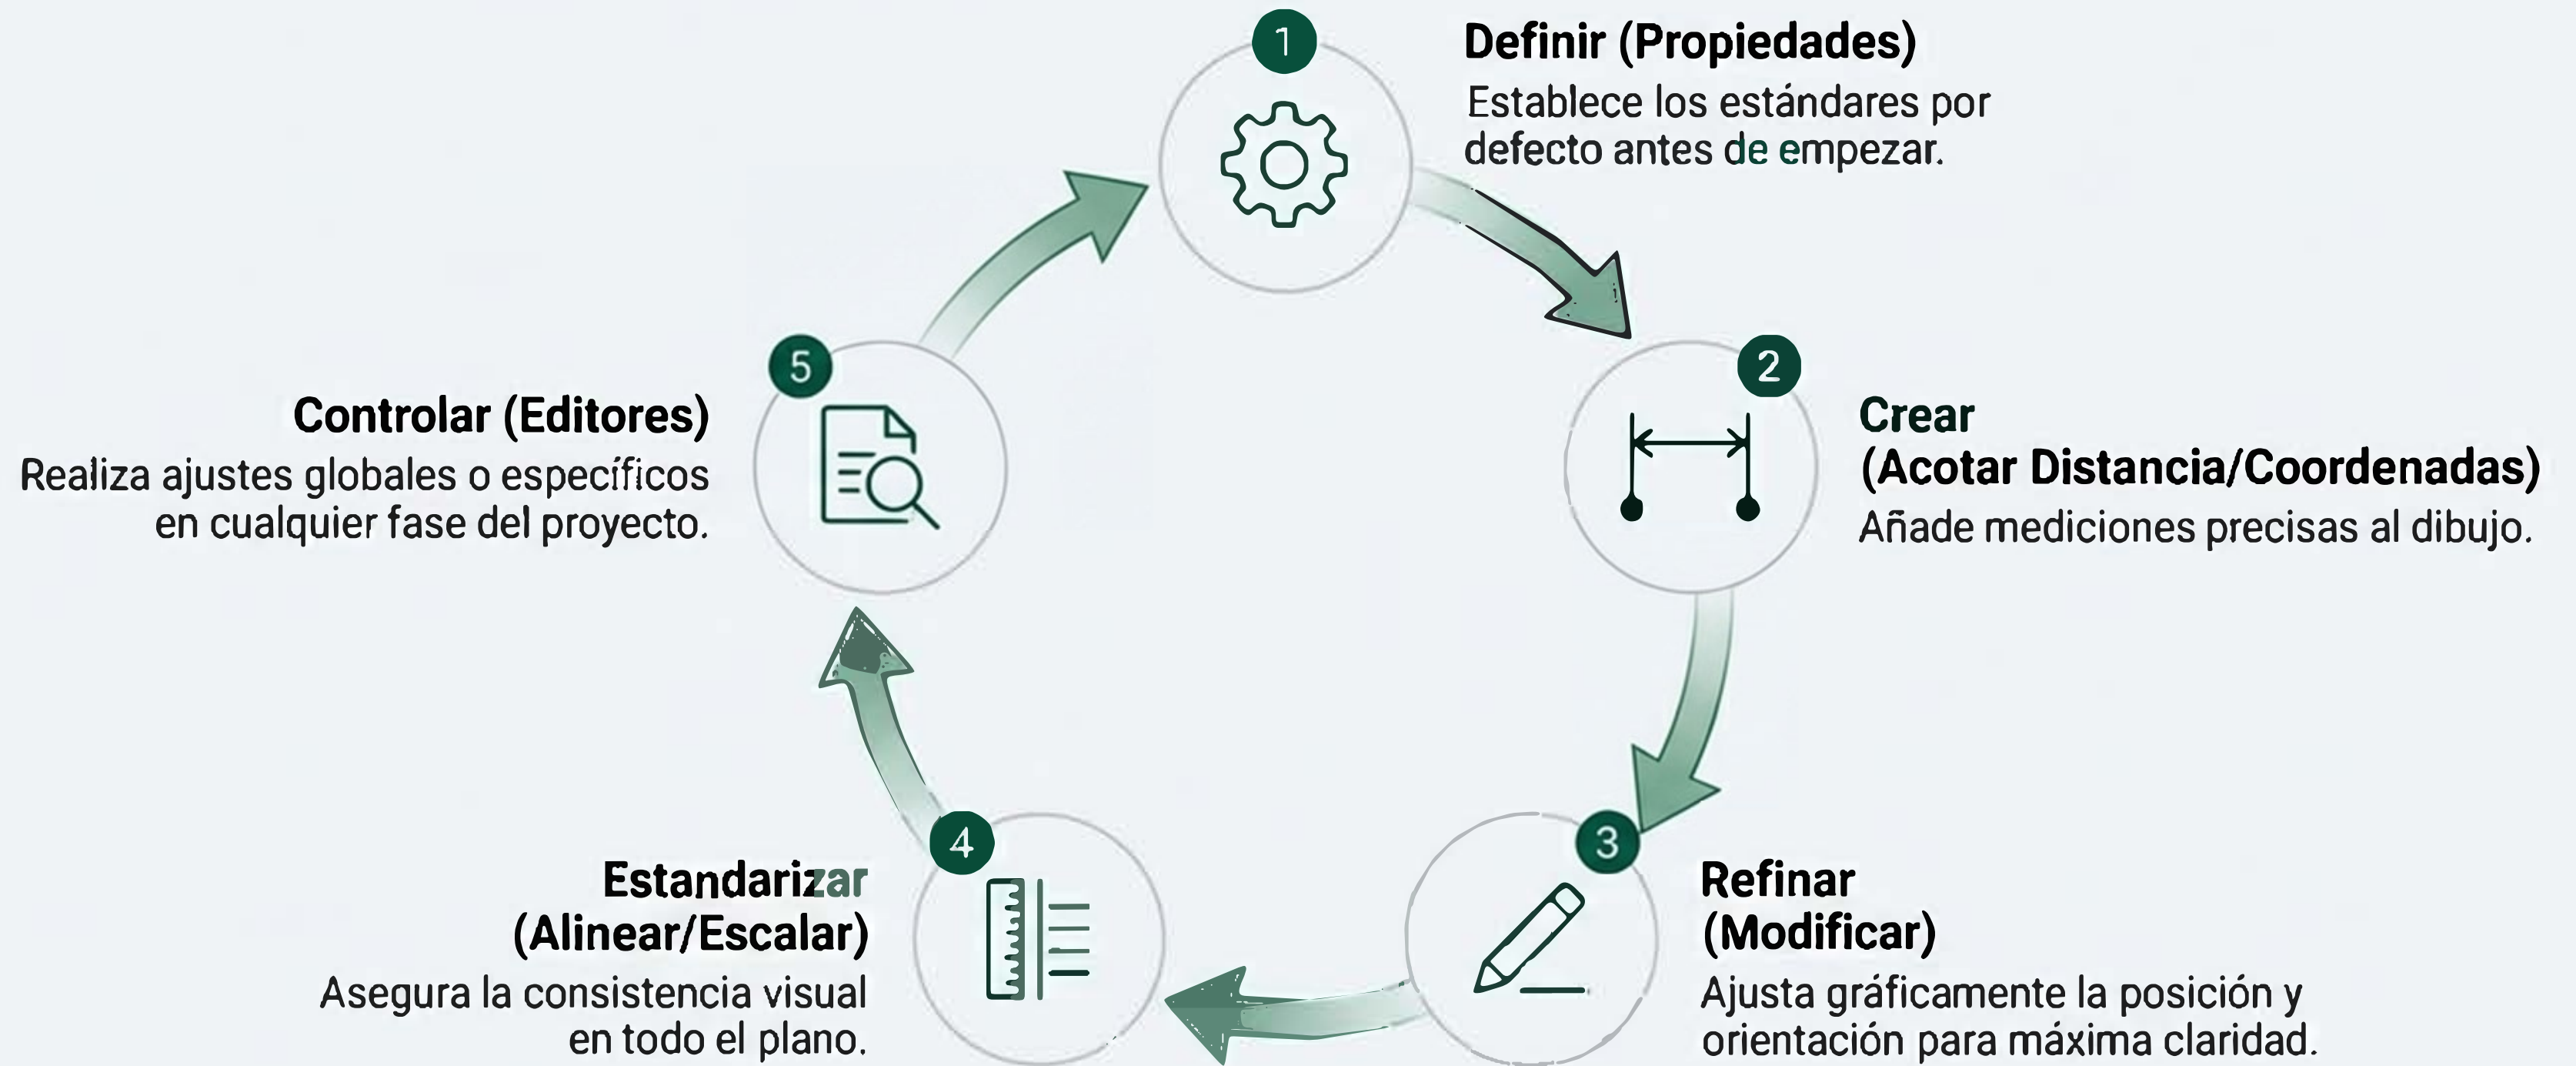 1
Definir (Propiedades)
Establece los estándares por
defecto antes de empezar.
2
Crear
(Acotar Distancia/Coordenadas)
Añade mediciones precisas al dibujo.
3
Refinar
(Modificar)
Ajusta gráficamente la posición y
orientación para máxima claridad.
4
Estandarizar
(Alinear/Escalar)
Asegura la consistencia visual
en todo el plano.
5
Controlar (Editores)
Realiza ajustes globales o específicos
en cualquier fase del proyecto.